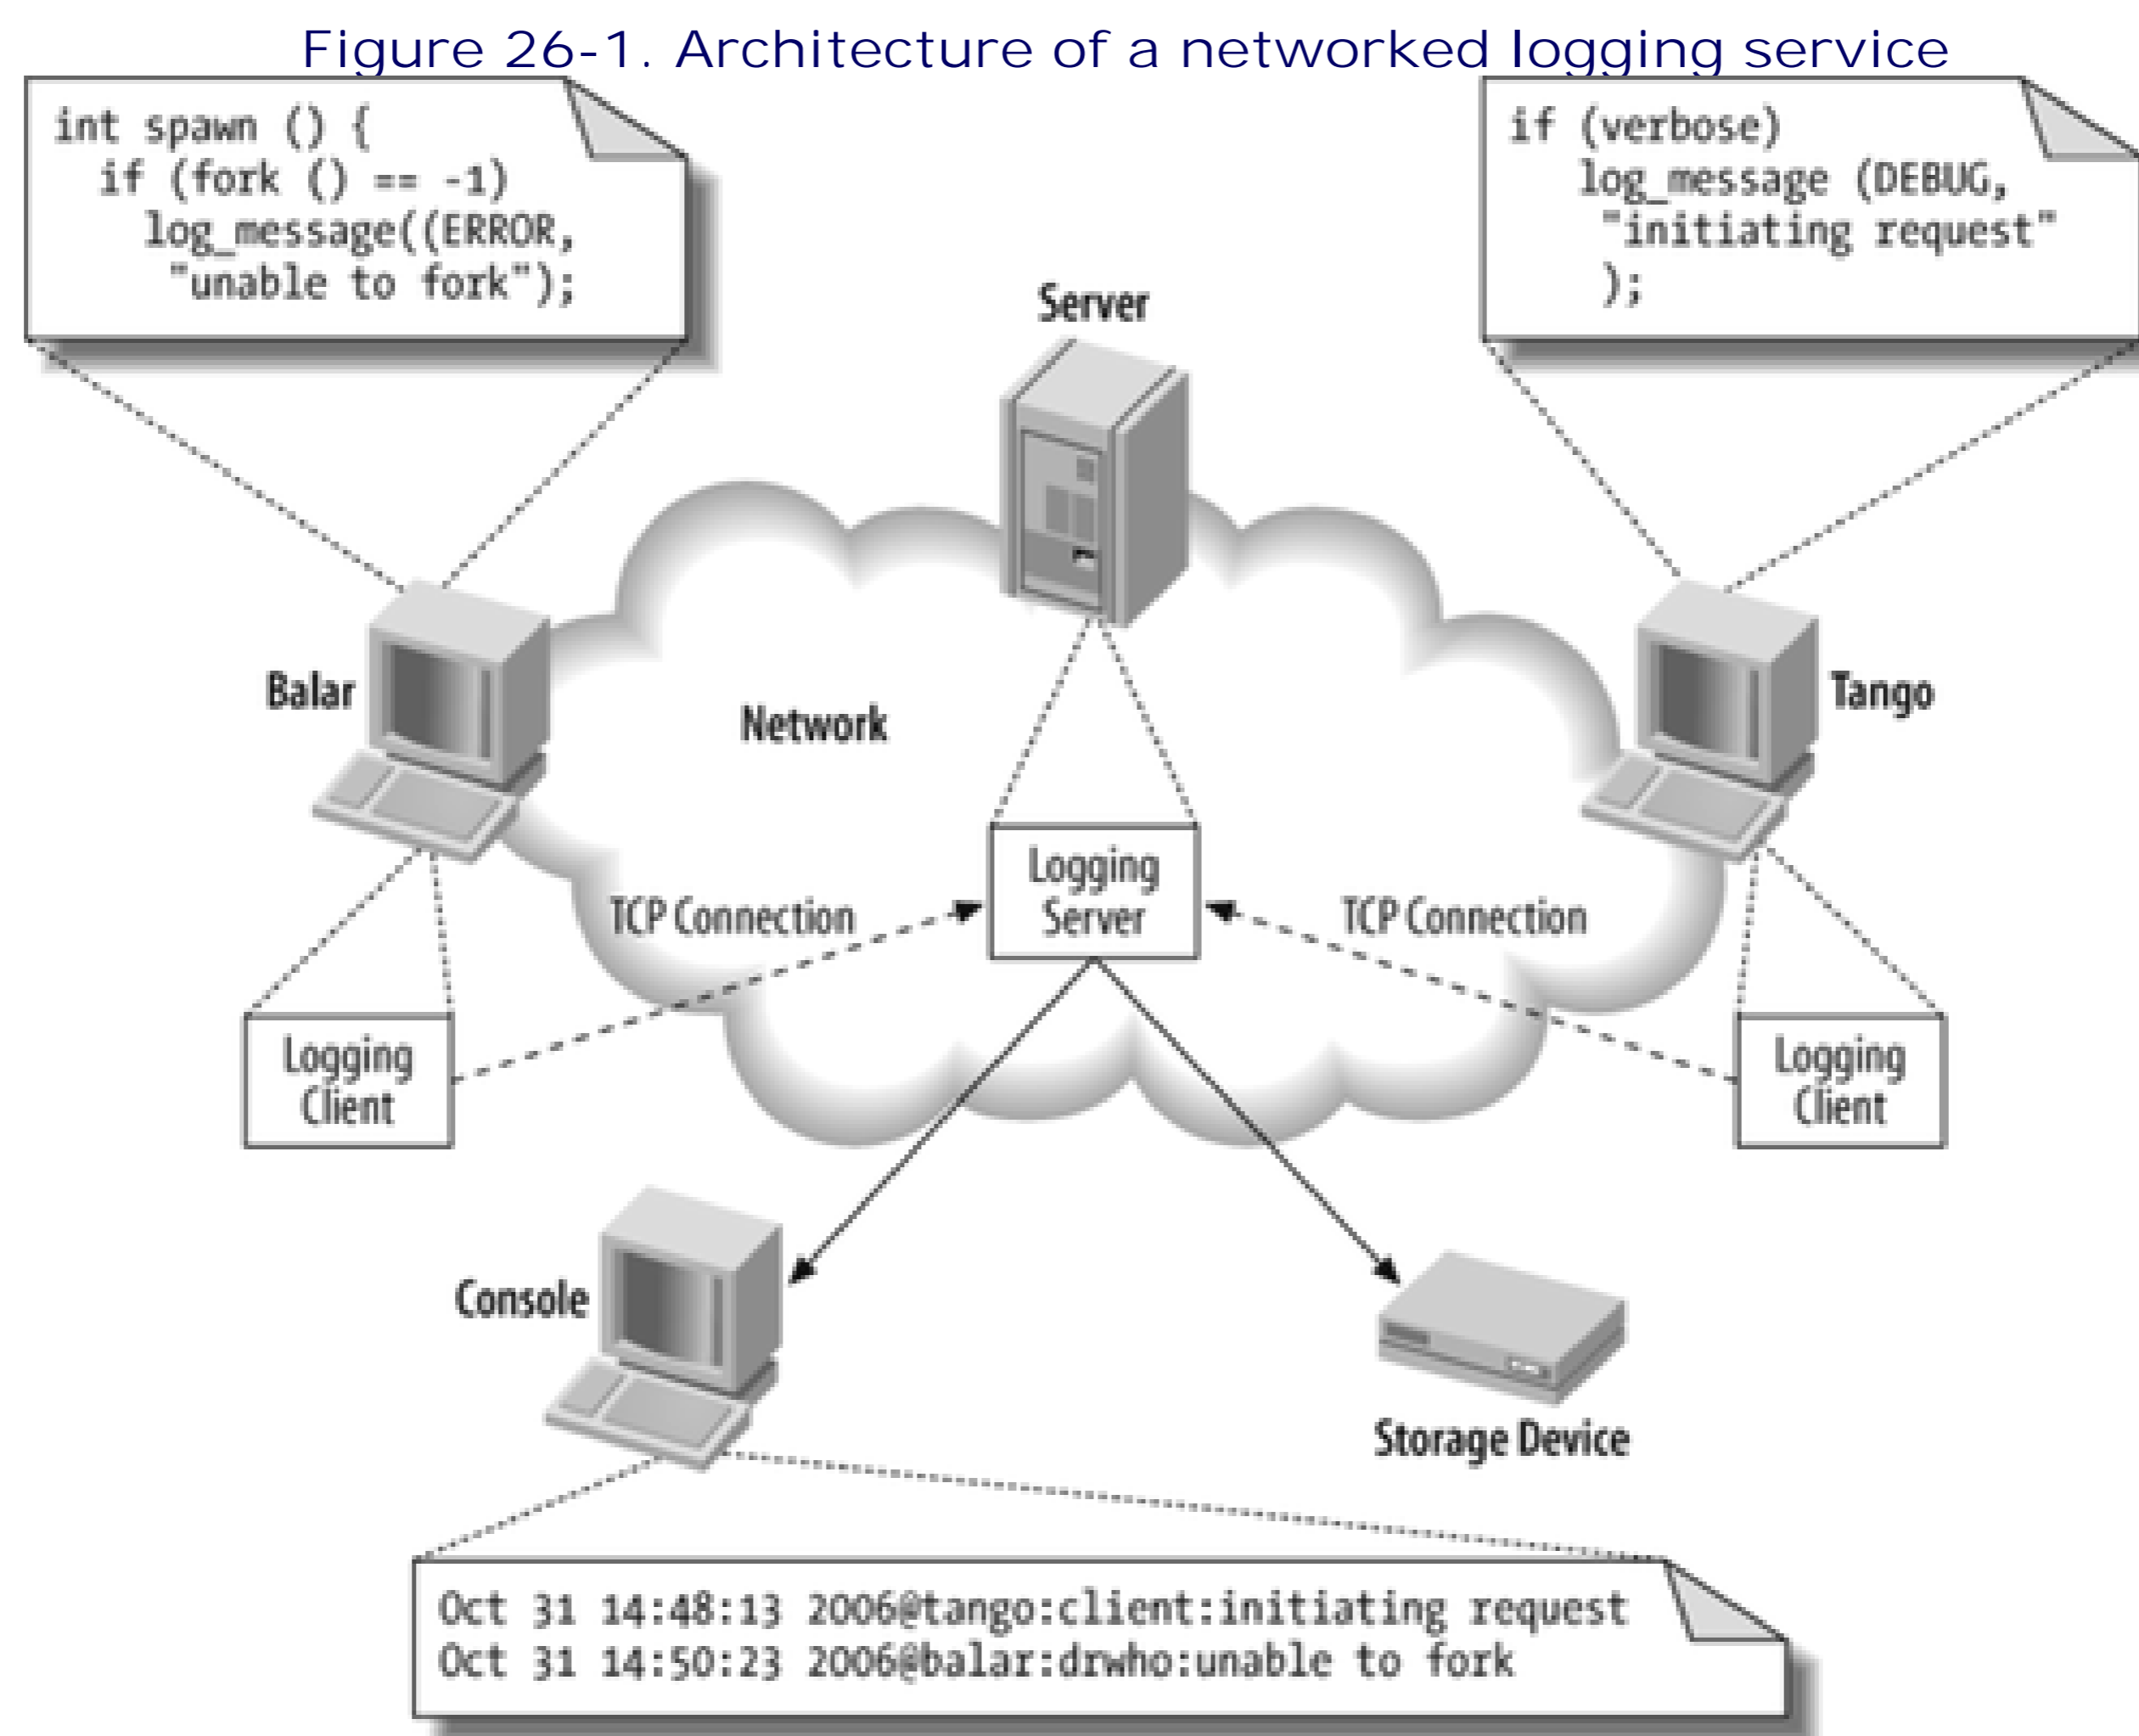 Figure 26-1. Architecture of a networked logging service
int spawn () {
if (fork () == -1)
log_message((ERROR,
"unable to fork");
if (verbose)
log_message (DEBUG,
"initiating request"
);
Server
Balar
Network
Tango
Logging
Server
TCP Connection
TCP Connection
Logging
Client
Logging
Client
Console
Storage Device
Oct 31 14:48:13 2006@tango:client:initiating request
Oct 31 14:50:23 2006@balar:drwho:unable to fork